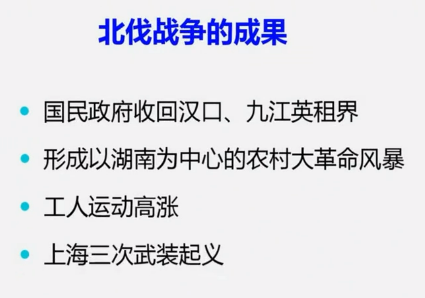 北伐战争的成果
国民政府收回汉口、九江英租界
形成以湖南为中心的农村大革命风暴
工人运动高涨
上海三次武装起义